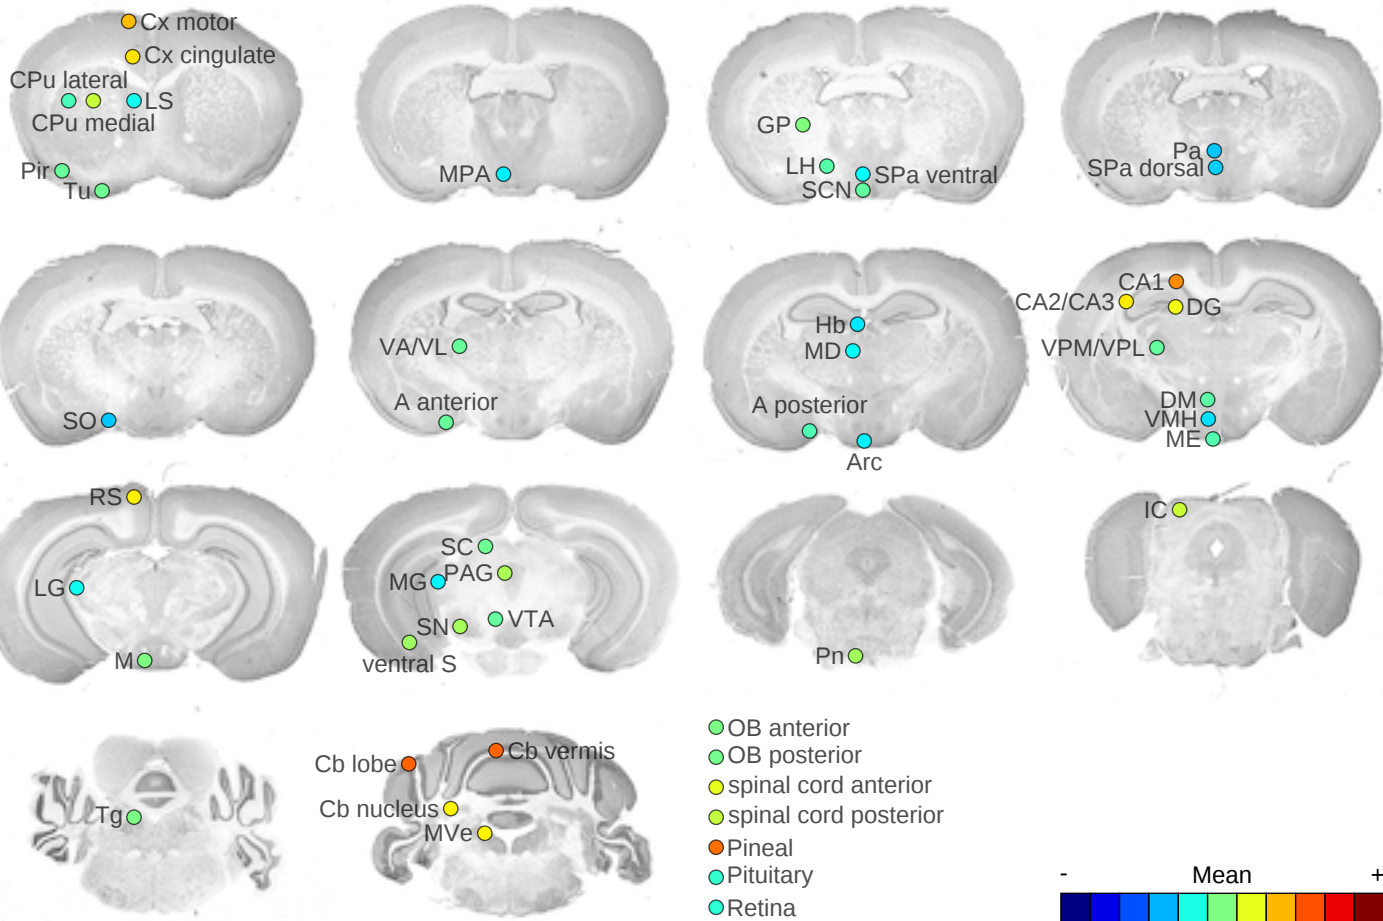 Cx motor
Cx cingulate
CPu lateral
LS
CPu medial
Pir
Tu
MPA
GP
LH
SPa ventral
SCN
Pa
SPa dorsal
SO
VA/VL
A anterior
Hb
MD
A posterior
Arc
CA1
CA2/CA3
DG
VPM/VPL
DM
VMH
ME
RS
LG
M
SC
MG
PAG
SN
VTA
ventral S
Pn
IC
Tg
Cb lobe
Cb vermis
Cb nucleus
MVe
OB anterior
OB posterior
spinal cord anterior
spinal cord posterior
Pineal
Pituitary
Retina
- Mean +